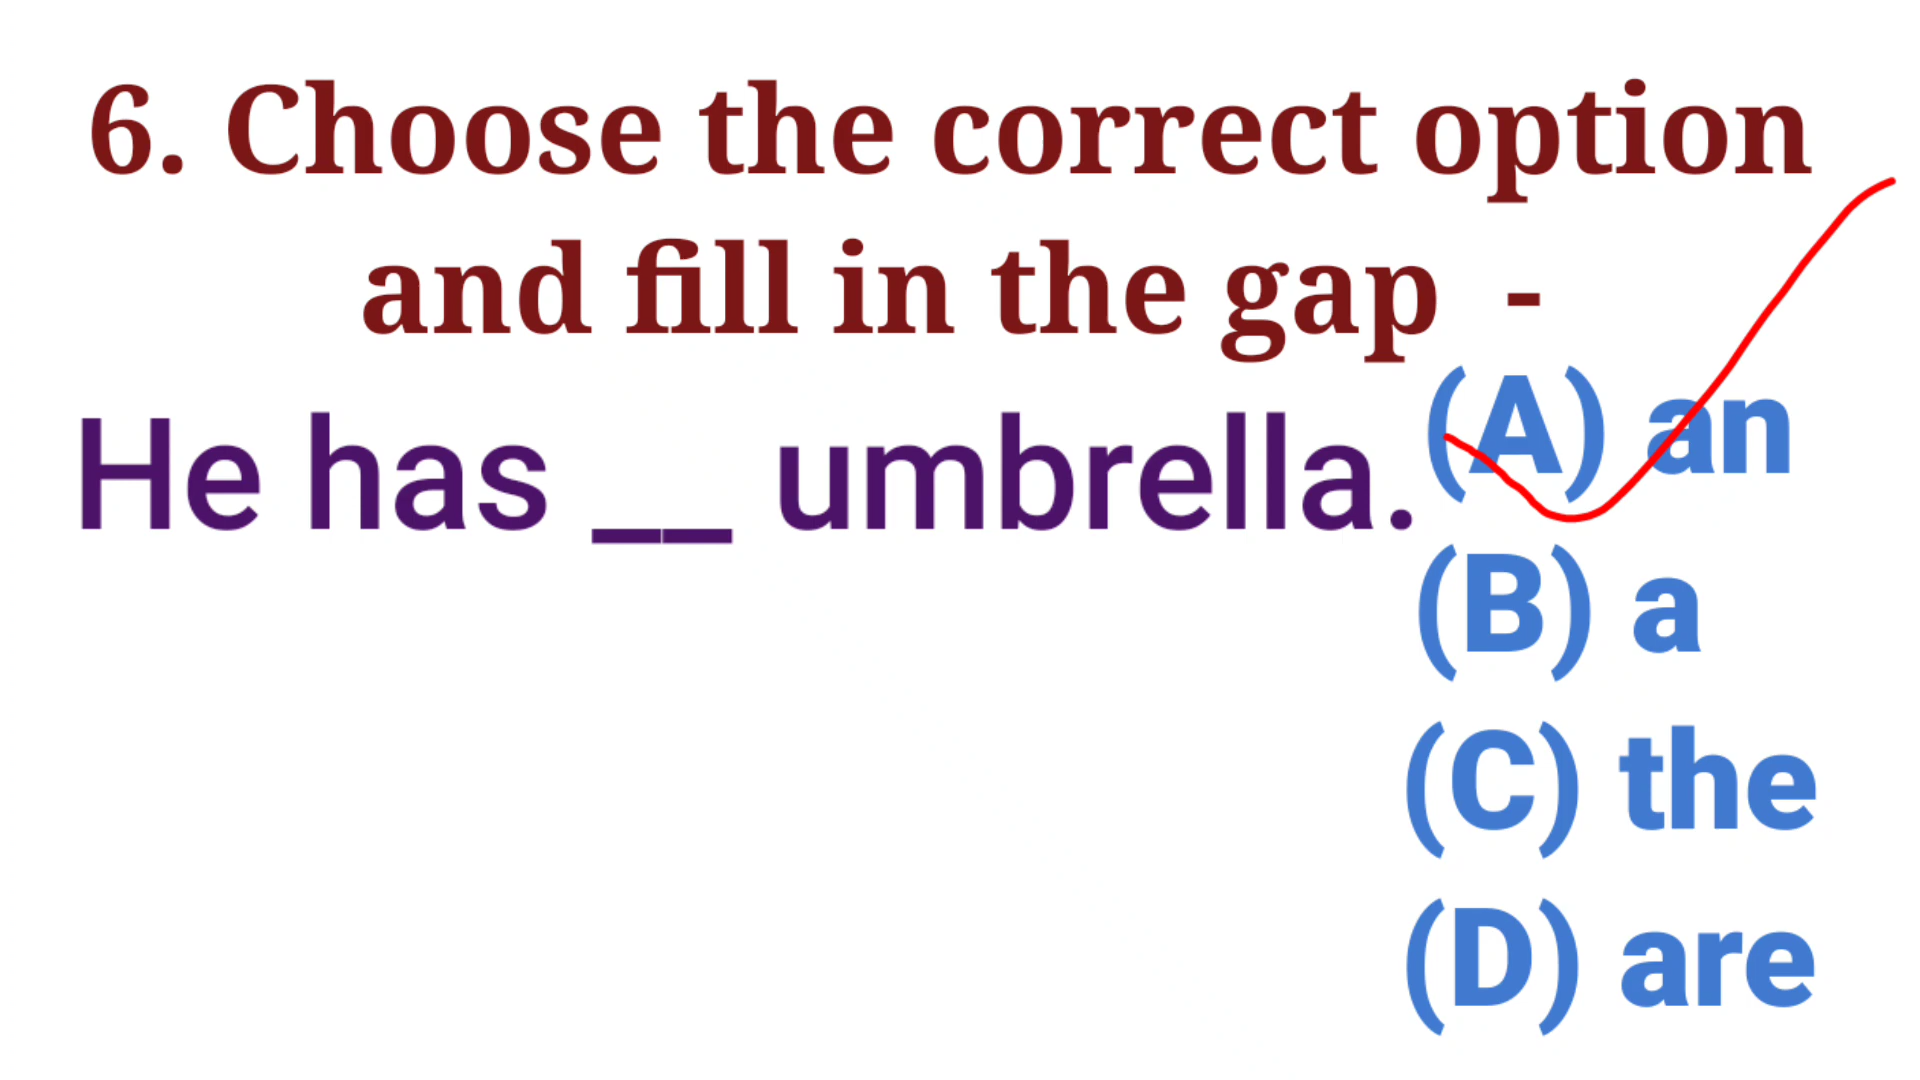 6. Choose the correct option
and fill in the gap -
He has __ umbrella.
(A) an
(B) a
(C) the
(D) are